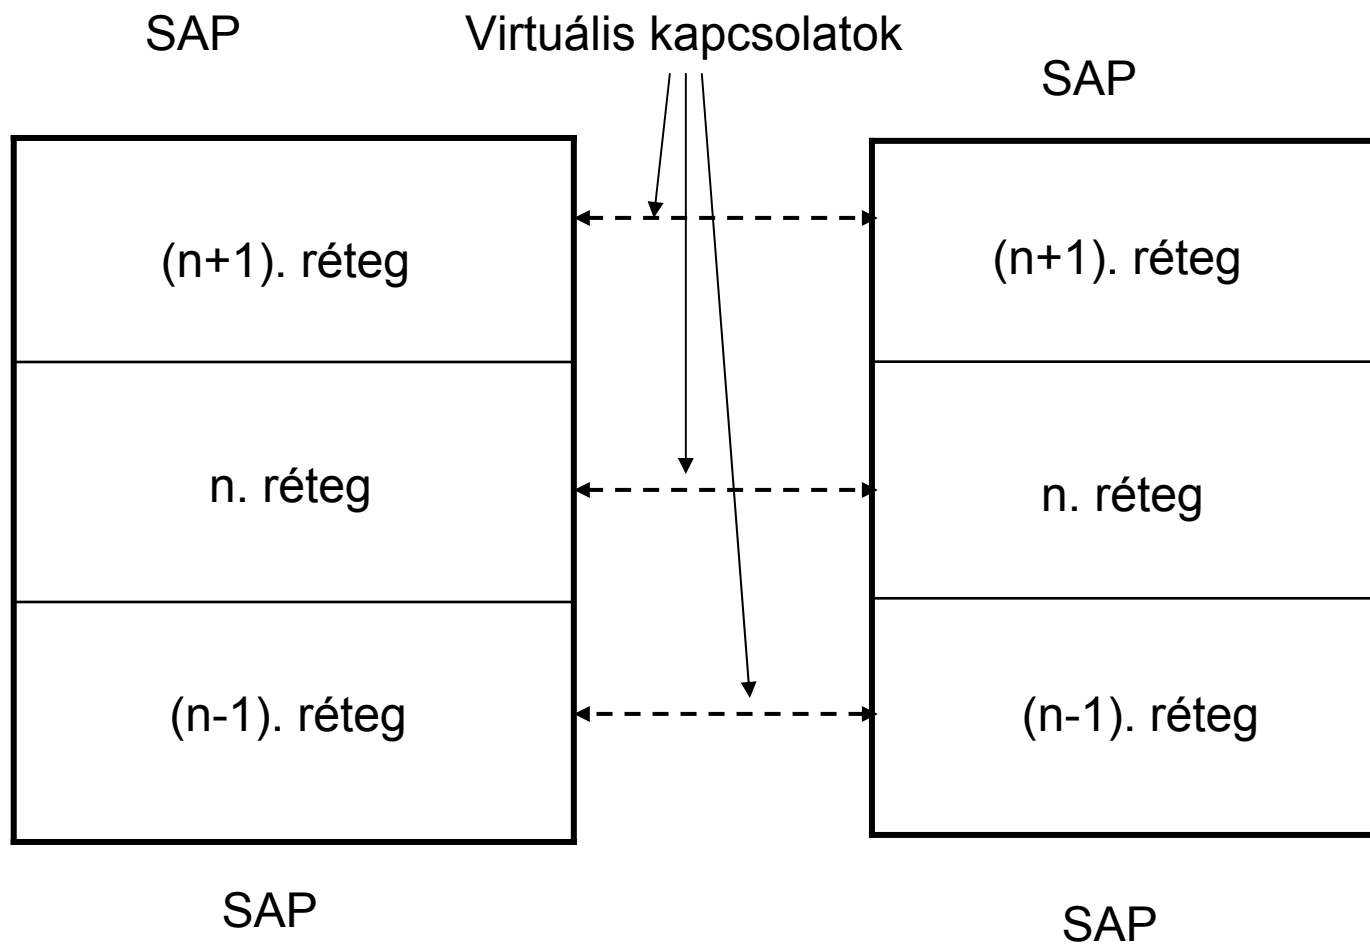 SAP
Virtuális kapcsolatok
SAP
(n+1). réteg
(n+1). réteg
n. réteg
n. réteg
(n-1). réteg
(n-1). réteg
SAP
SAP